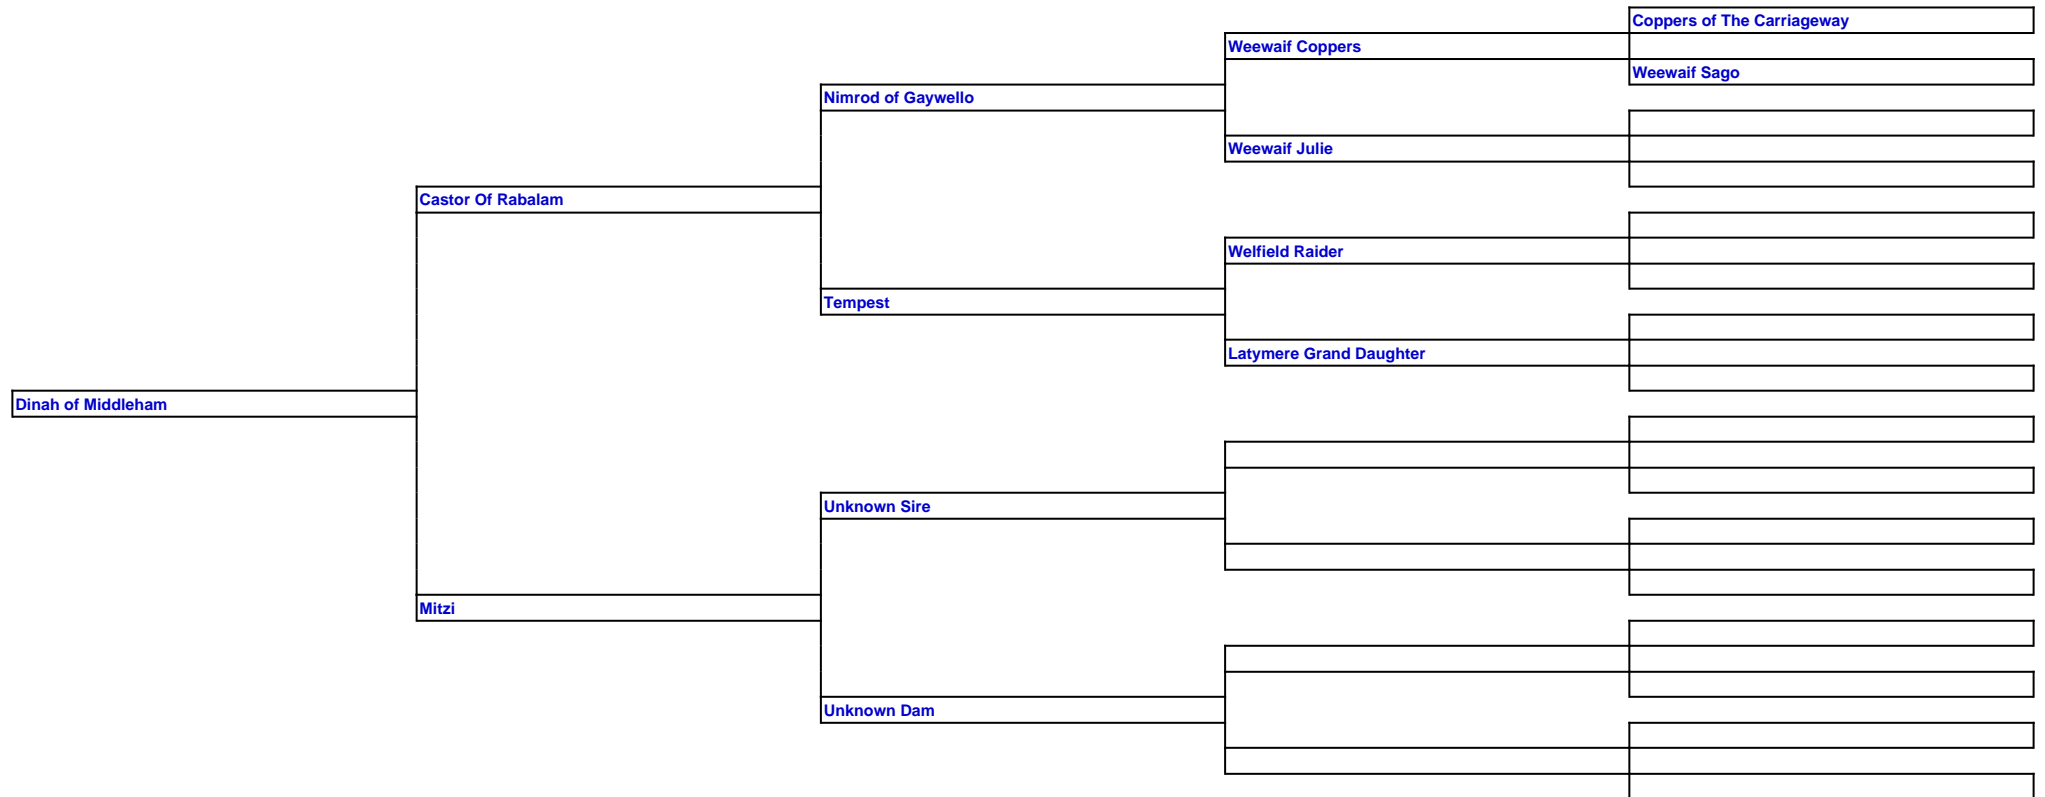 Coppers of The Carriageway
Weewaif Coppers
Weewaif Sago
Nimrod of Gaywello
Weewaif Julie
Castor Of Rabalam
Welfield Raider
Tempest
Latymere Grand Daughter
Dinah of Middleham
Unknown Sire
Mitzi
Unknown Dam